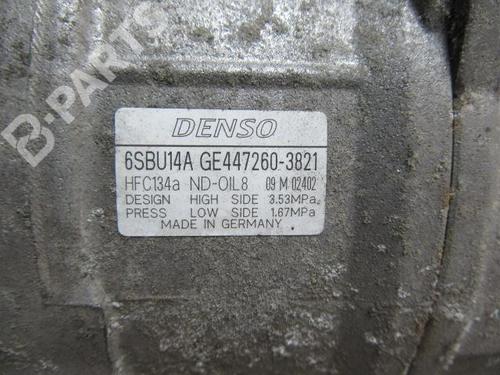 DENSO
6SBU14A GE447260-3821
HFC134a ND-OIL8 09 M 02402
DESIGN HIGH SIDE 3.53MPa
PRESS LOW SIDE 1.67MPa
MADE IN GERMANY